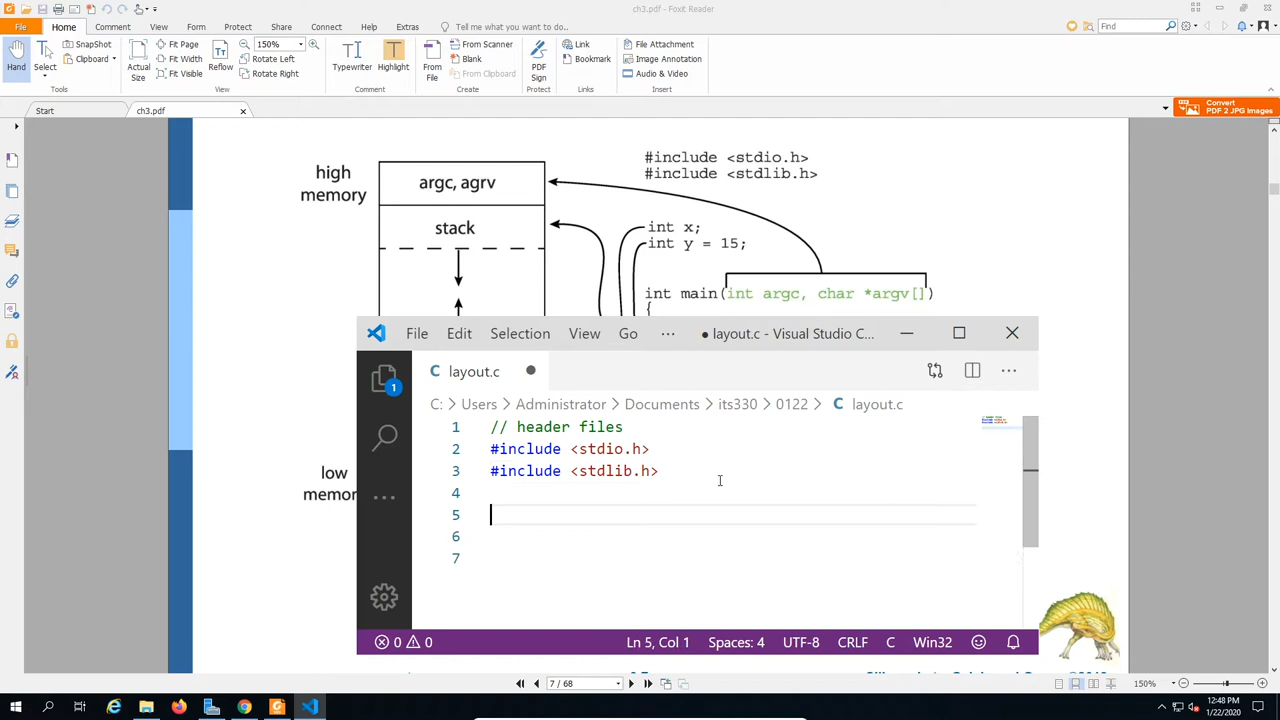 ch3.pdf - Foxit Reader
File Home Comment View Form Protect Share Connect Help Extras Tell me what you want to do... Find
Hand
Select
SnapShot
Clipboard
Tools
Actual
Size
Fit Page
Fit Width
Fit Visible
Reflow
150%
Rotate Left
Rotate Right
View
Typewriter Highlight
Comment
From
File
From Scanner
Blank
From Clipboard
Create
PDF
Sign
Protect
Link
Bookmark
Links
File Attachment
Image Annotation
Audio & Video
Insert
Start ch3.pdf
Convert
PDF 2 JPG Images
high
memory
argc, agrv
stack
#include <stdio.h>
#include <stdlib.h>
int x;
int y = 15;
int main(int argc, char *argv[])
{
low
memor
File Edit Selection View Go ··· ● layout.c - Visual Studio C...
1
layout.c
C: > Users > Administrator > Documents > its330 > 0122 > C layout.c
1 // header files
2 #include <stdio.h>
3 #include <stdlib.h>
4
5
6
7
0 0 Ln 5, Col 1 Spaces: 4 UTF-8 CRLF C Win32
7 / 68 150%
12:48 PM
1/22/2020